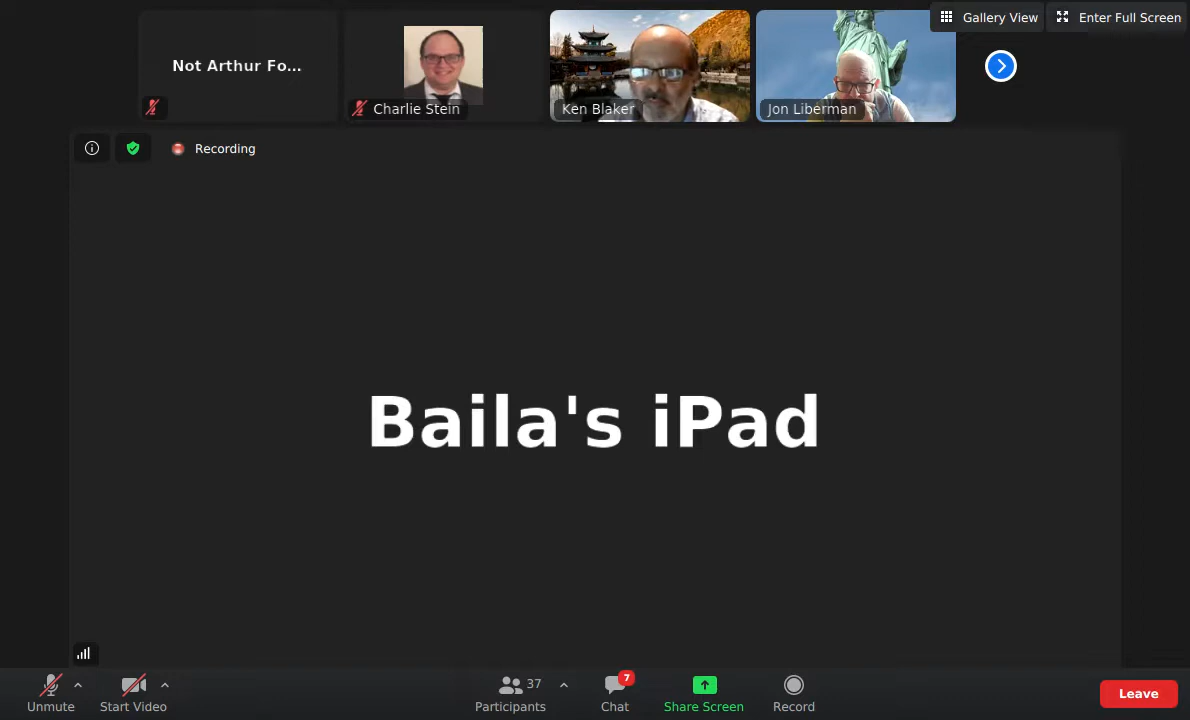 Gallery View
Enter Full Screen
Not Arthur Fo...
Charlie Stein
Ken Blaker
Jon Liberman
Recording
Baila's iPad
Unmute
Start Video
37
Participants
7
Chat
Share Screen
Record
Leave